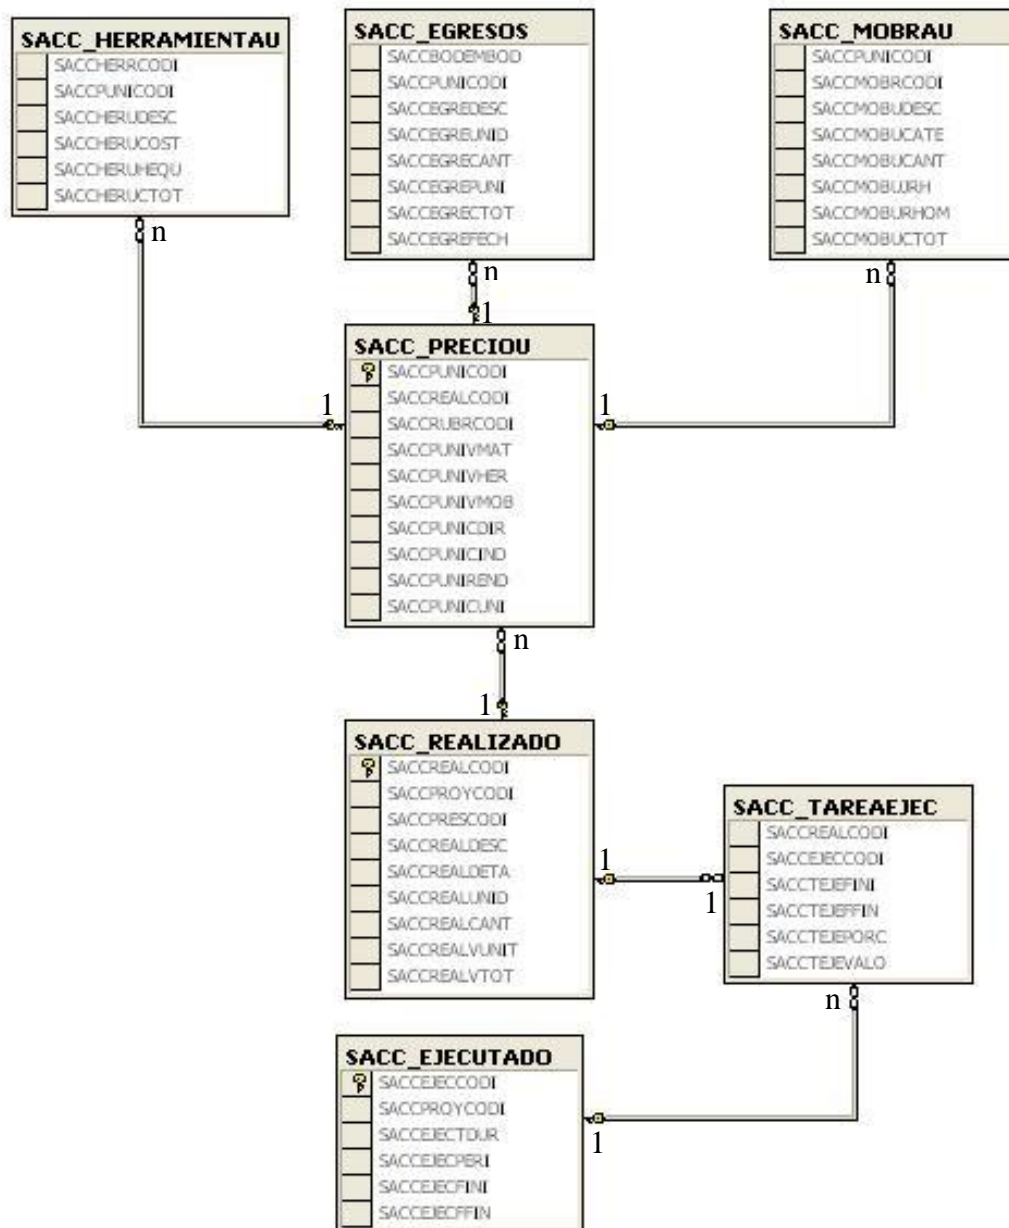 SACC_HERRAMIENTAU
SACCHERRCODI
SACCPUNICODI
SACCHERUDESC
SACCHERUCOST
SACCHERUHEQU
SACCHERUCTOT
n
SACC_EGRESOS
SACCBODEMBOD
SACCPUNICODI
SACCEGREDESC
SACCEGREUNID
SACCEGRECANT
SACCEGREPUNI
SACCEGRECTOT
SACCEGREFECH
n
1
SACC_MOBRAU
SACCPUNICODI
SACCMOBRCODI
SACCMOBUDESC
SACCMOBUCATE
SACCMOBUCANT
SACCMOBUJRH
SACCMOBURHOM
SACCMOBUCTOT
n
1
1
SACC_PRECIOU
SACCPUNICODI
SACCREALCODI
SACCRUBRCODI
SACCPUNIVMAT
SACCPUNIVHER
SACCPUNIVMOB
SACCPUNICDIR
SACCPUNICIND
SACCPUNIREND
SACCPUNICUNI
n
1
SACC_REALIZADO
SACCREALCODI
SACCPROYCODI
SACCPRESCODI
SACCREALDESC
SACCREALDETA
SACCREALUNID
SACCREALCANT
SACCREALVUNIT
SACCREALVTOT
1
1
SACC_TAREAEJEC
SACCREALCODI
SACCEJECCODI
SACCTEJEFINI
SACCTEJEFFIN
SACCTEJEPORC
SACCTEJEVALO
n
1
SACC_EJECUTADO
SACCEJECCODI
SACCPROYCODI
SACCEJECTDUR
SACCEJECPERI
SACCEJECFINI
SACCEJECFFIN